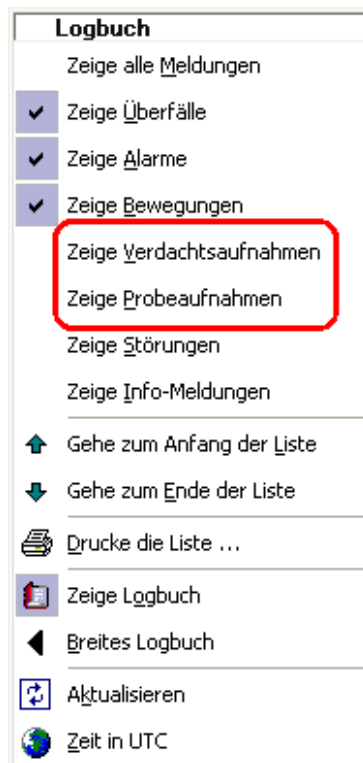 Logbuch
Zeige alle Meldungen
Zeige Überfälle
Zeige Alarme
Zeige Bewegungen
Zeige Verdachtsaufnahmen
Zeige Probeaufnahmen
Zeige Störungen
Zeige Info-Meldungen
Gehe zum Anfang der Liste
Gehe zum Ende der Liste
Drucke die Liste ...
Zeige Logbuch
Breites Logbuch
Aktualisieren
Zeit in UTC